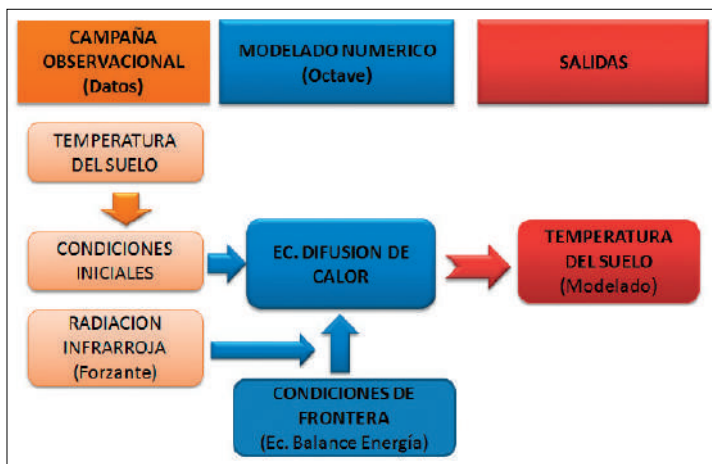 CAMPAÑA
OBSERVACIONAL
(Datos)
MODELADO NUMERICO
(Octave)
SALIDAS
TEMPERATURA
DEL SUELO
CONDICIONES
INICIALES
EC. DIFUSION DE
CALOR
TEMPERATURA
DEL SUELO
(Modelado)
RADIACION
INFRARROJA
(Forzante)
CONDICIONES DE
FRONTERA
(Ec. Balance Energía)